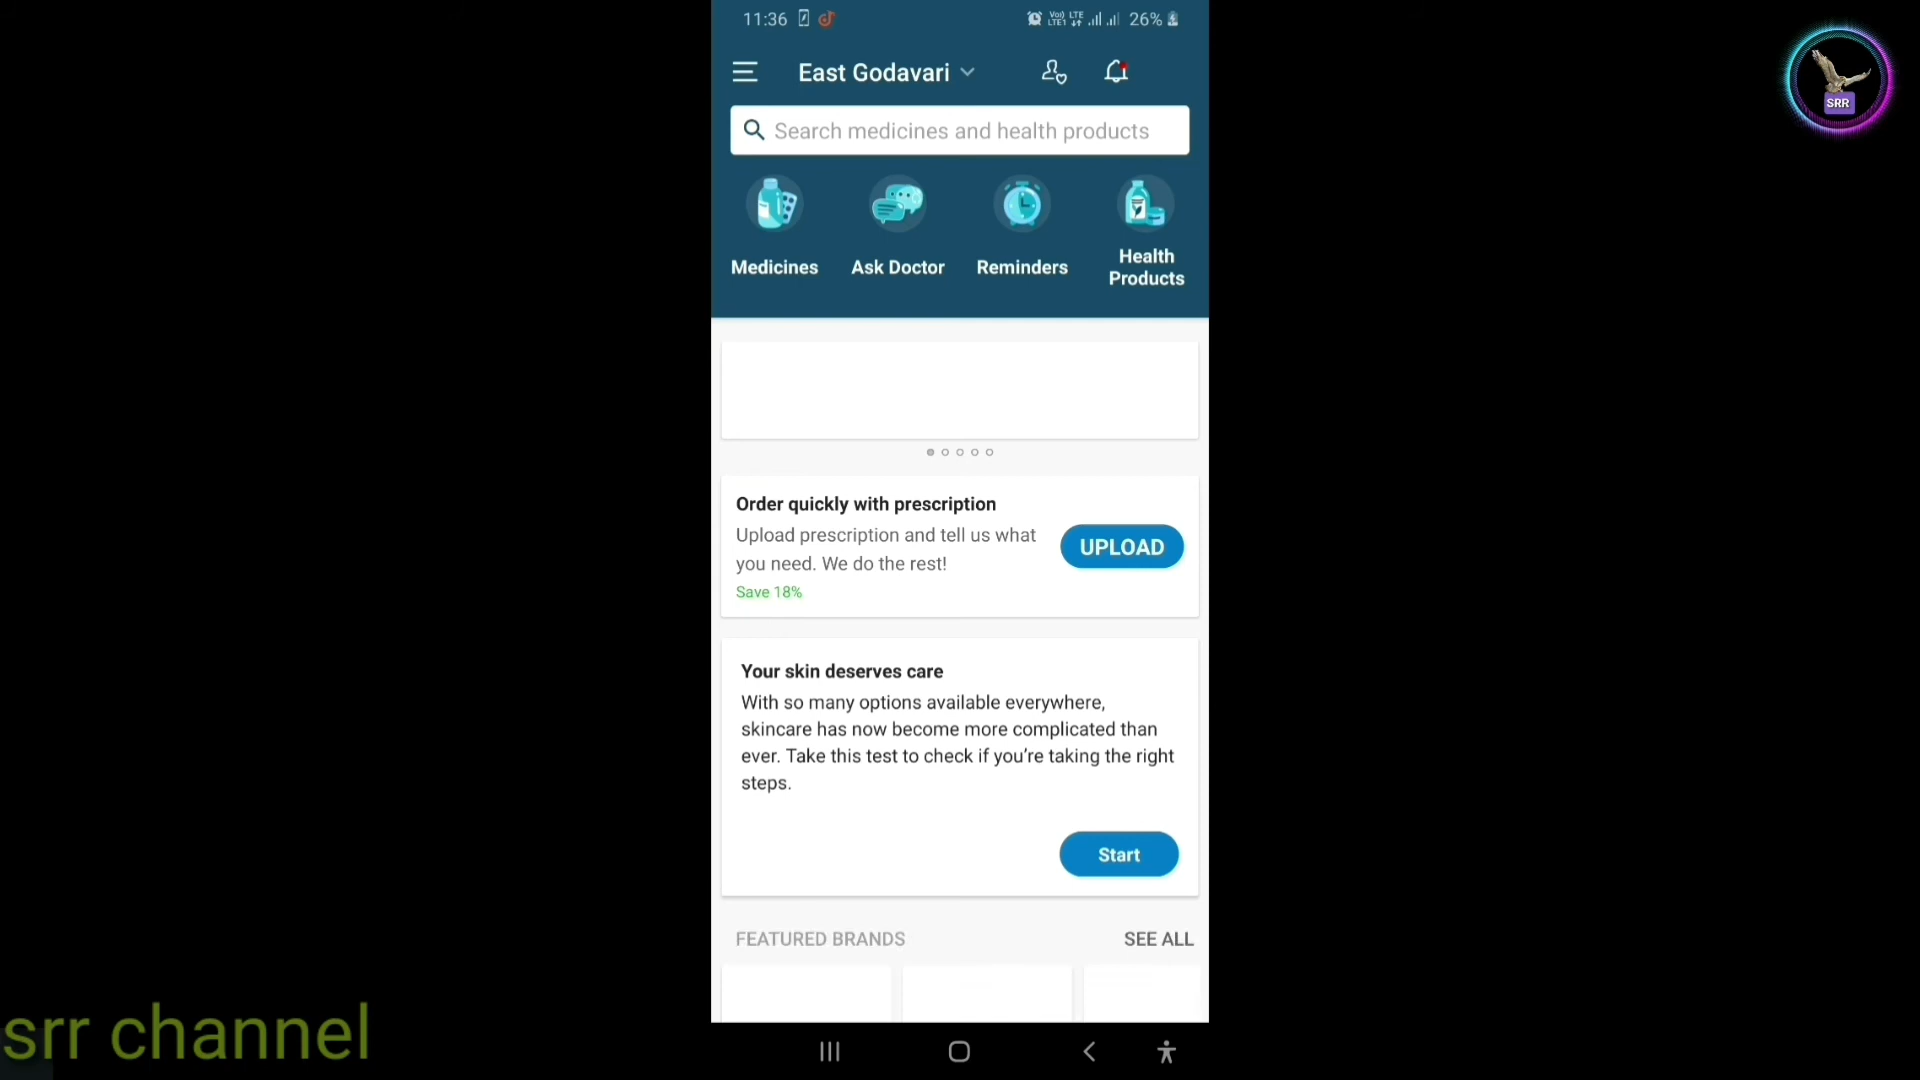 11:36
Vo) LTE
LTE1
26%
SRR
East Godavari
Search medicines and health products
Medicines
Ask Doctor
Reminders
Health
Products
Order quickly with prescription
Upload prescription and tell us what
you need. We do the rest!
Save 18%
UPLOAD
Your skin deserves care
With so many options available everywhere,
skincare has now become more complicated than
ever. Take this test to check if you’re taking the right
steps.
Start
FEATURED BRANDS
SEE ALL
srr channel